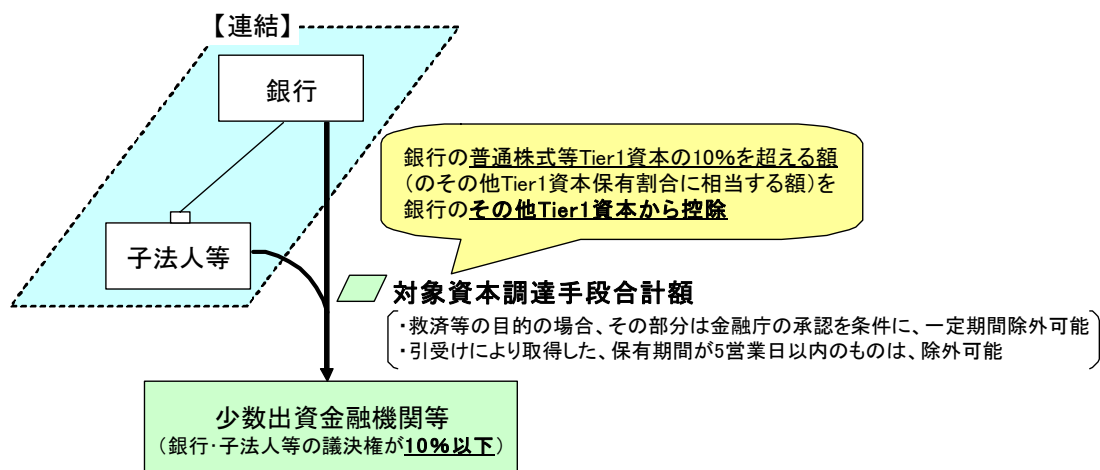 【連結】
銀行
銀行の普通株式等Tier1資本の10%を超える額
（のその他Tier1資本保有割合に相当する額）を
銀行のその他Tier1資本から控除
子法人等
対象資本調達手段合計額
・救済等の目的の場合、その部分は金融庁の承認を条件に、一定期間除外可能
・引受けにより取得した、保有期間が5営業日以内のものは、除外可能
少数出資金融機関等
（銀行・子法人等の議決権が10％以下）